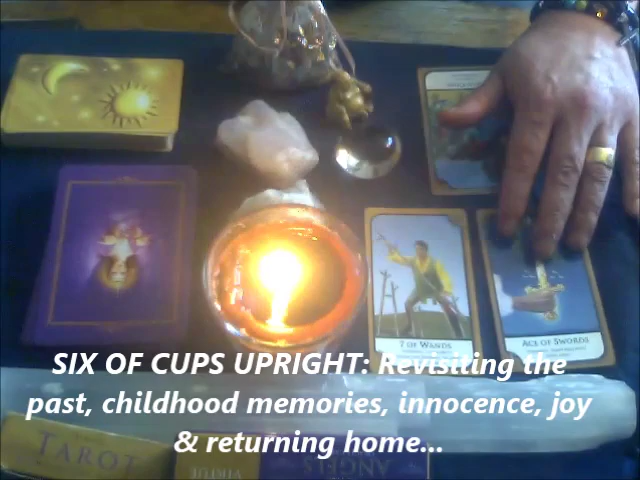 7 OF WANDS
ACE OF SWORDS
SIX OF CUPS UPRIGHT: Revisiting the
past, childhood memories, innocence, joy
& returning home...
TAROT
VIRTUE
ANGELS